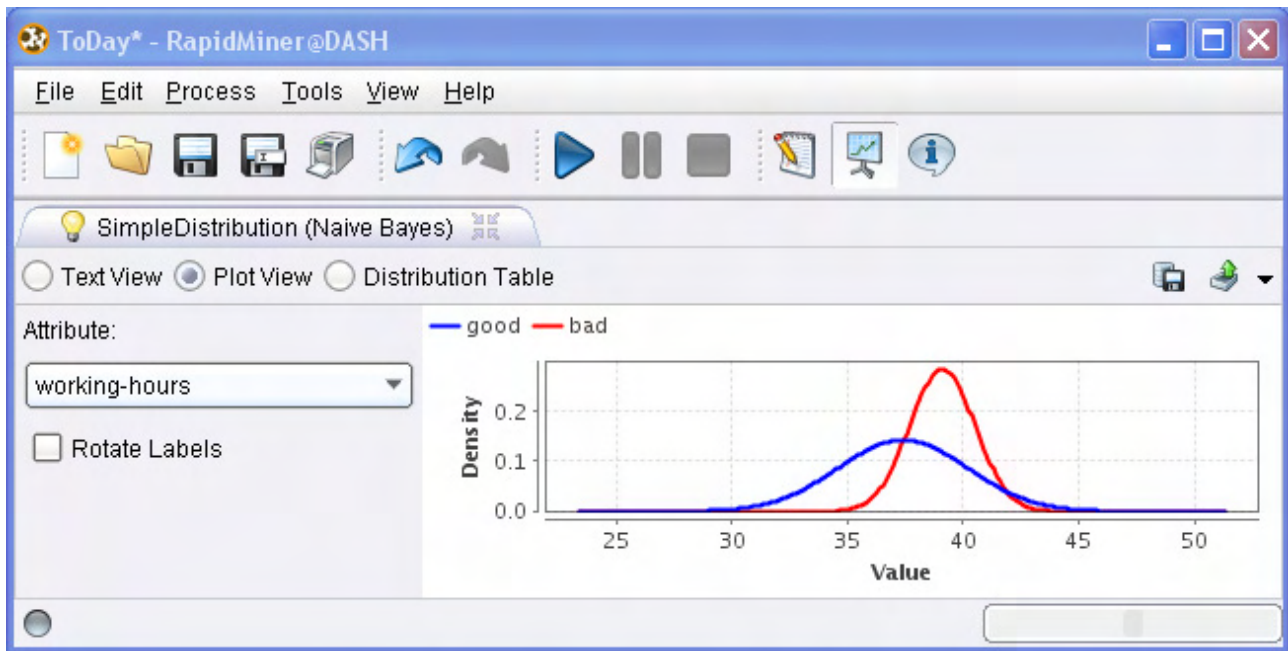 ToDay* - RapidMiner@DASH
File Edit Process Tools View Help
SimpleDistribution (Naive Bayes)
Text View Plot View Distribution Table
Attribute:
working-hours
Rotate Labels
good bad
Density
0.2
0.1
0.0
25 30 35 40 45 50
Value